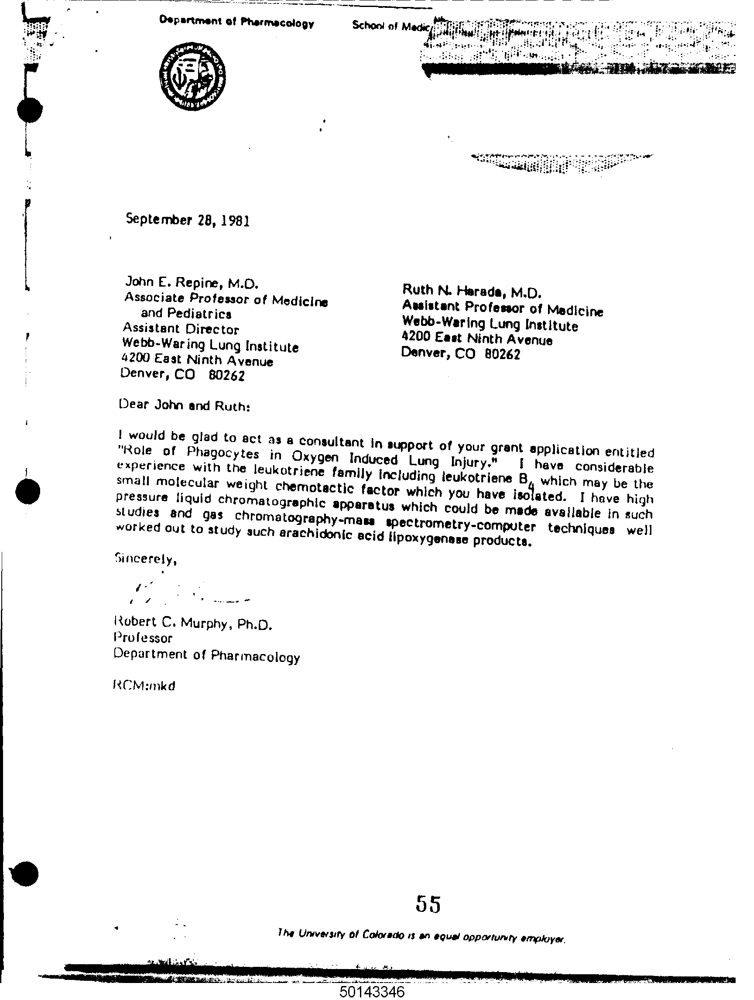 Department of Pharmacology School of Medic
September 28, 1981
John E. Repine, M.D.
Associate Professor of Medicine
and Pediatrics
Assistant Director
Webb-Waring Lung Institute
4200 East Ninth Avenue
Denver, CO 80262
Ruth N. Harada, M.D.
Assistant Professor of Medicine
Webb-Waring Lung Institute
4200 East Ninth Avenue
Denver, CO 80262
Dear John and Ruth:
I would be glad to act as a consultant in support of your grant application entitled
"Role of Phagocytes in Oxygen Induced Lung Injury." I have considerable
experience with the leukotriene family including leukotriene B4 which may be the
small molecular weight chemotactic factor which you have isolated. I have high
pressure liquid chromatographic apparatus which could be made available in such
studies and gas chromatography-mass spectrometry-computer techniques well
worked out to study such arachidonic acid lipoxygenase products.
Sincerely,
Robert C. Murphy, Ph.D.
Professor
Department of Pharmacology
RCM:mkd
55
The University of Colorado is an equal opportunity employer.
50143346